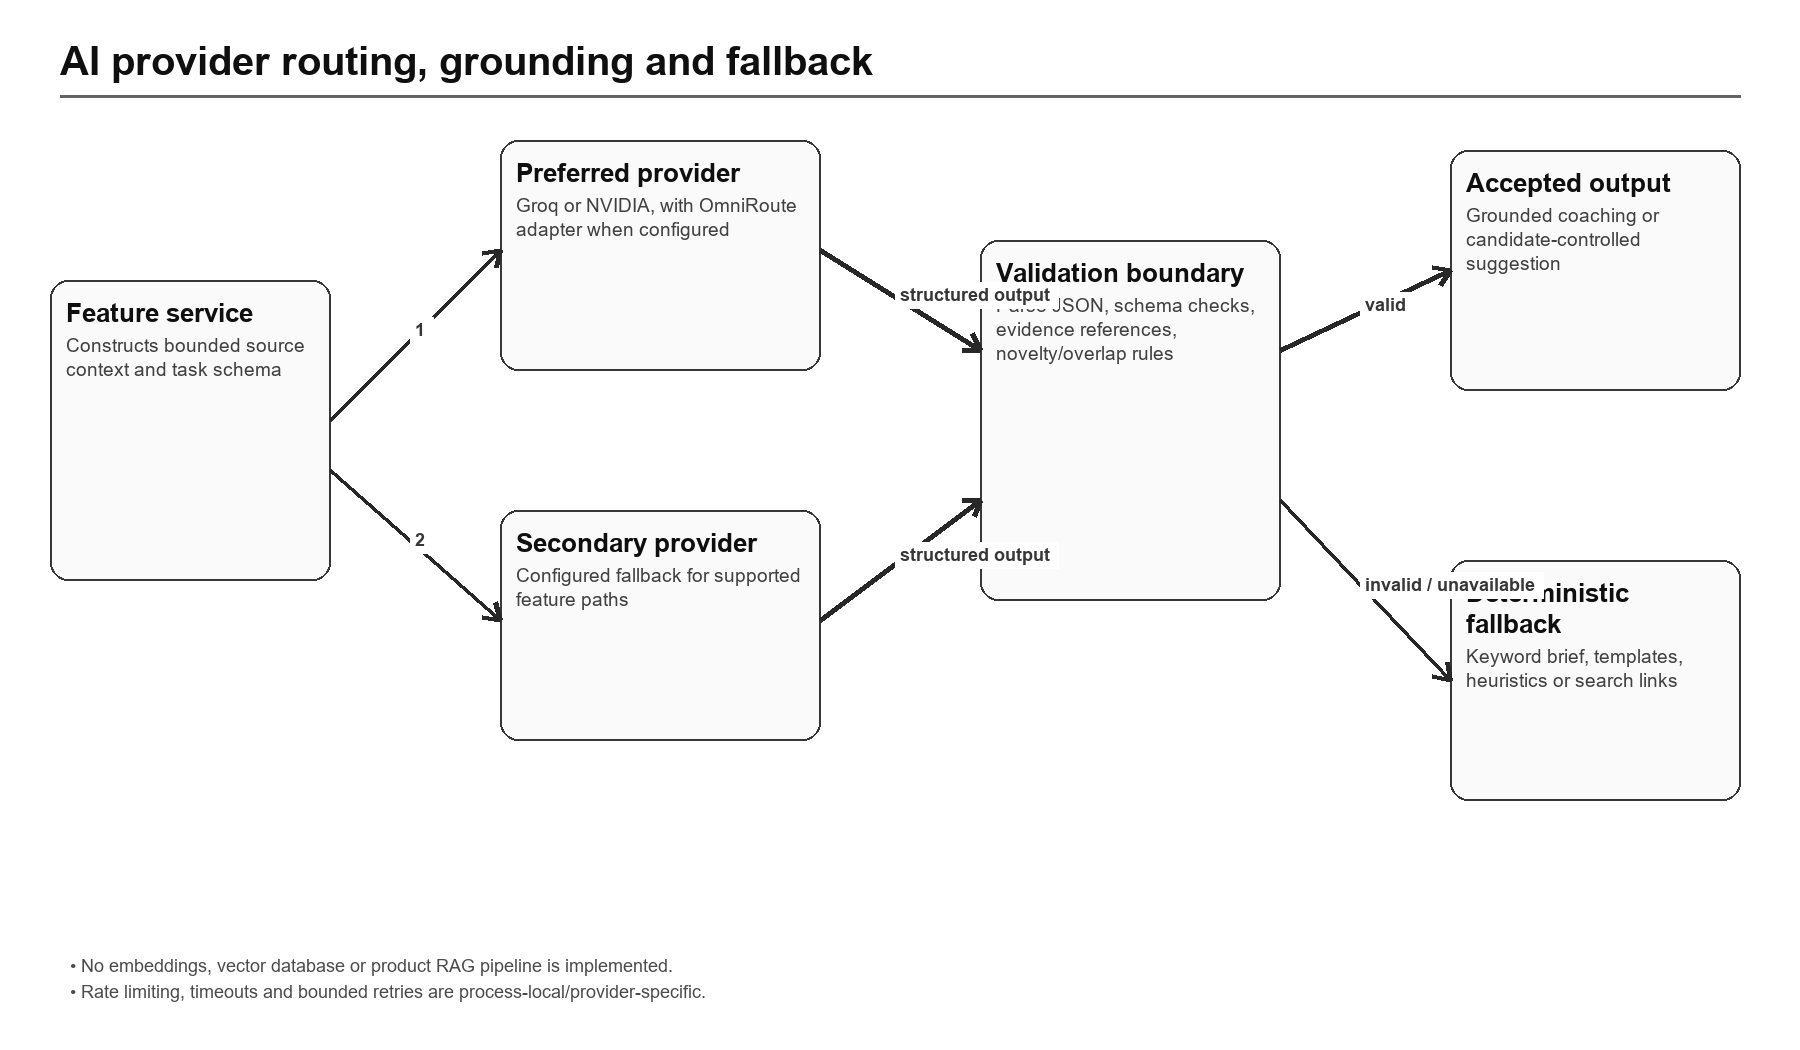 AI provider routing, grounding and fallback
Feature service
Constructs bounded source
context and task schema
1
2
Preferred provider
Groq or NVIDIA, with OmniRoute
adapter when configured
Secondary provider
Configured fallback for supported
feature paths
structured output
structured output
Validation boundary
JSON, schema checks,
evidence references,
novelty/overlap rules
valid
invalid / unavailable
Accepted output
Grounded coaching or
candidate-controlled
suggestion
Deterministic
fallback
Keyword brief, templates,
heuristics or search links
• No embeddings, vector database or product RAG pipeline is implemented.
• Rate limiting, timeouts and bounded retries are process-local/provider-specific.